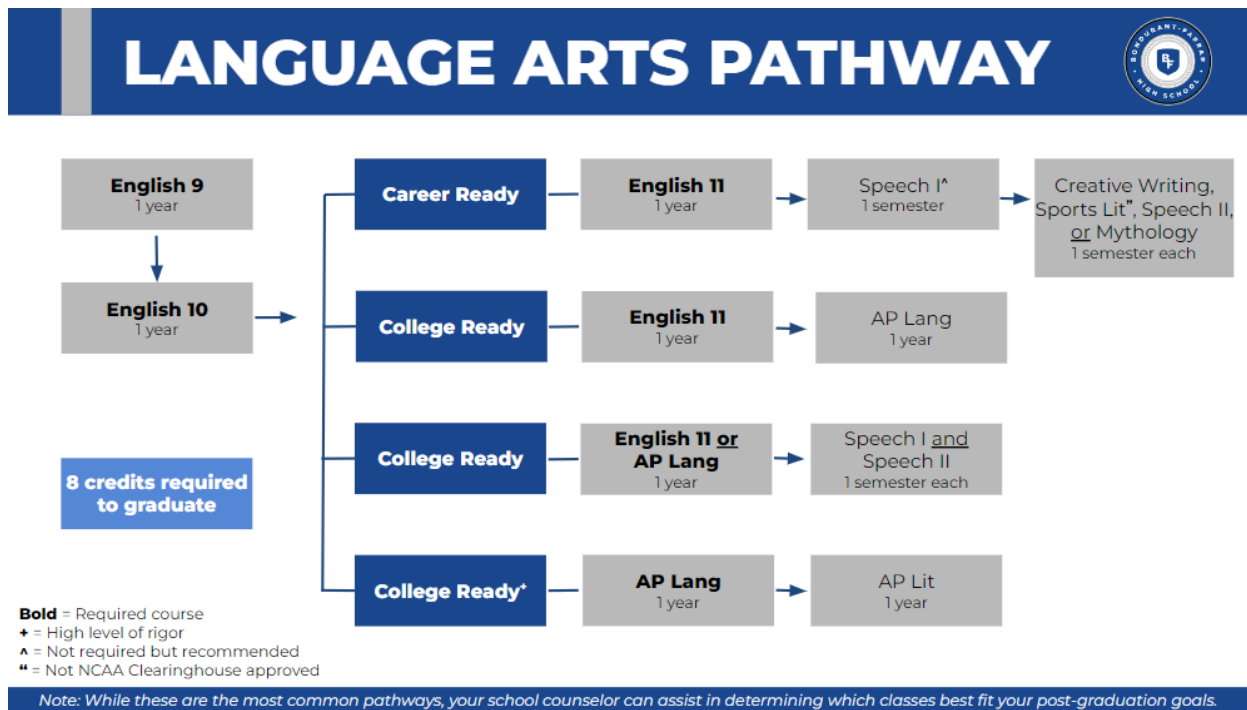 LANGUAGE ARTS PATHWAY
BONDURANT-FARRAR
BF
HIGH SCHOOL
English 9
1 year
English 10
1 year
8 credits required
to graduate
Career Ready
English 11
1 year
Speech I^
1 semester
Creative Writing,
Sports Lit", Speech II,
or Mythology
1 semester each
College Ready
English 11
1 year
AP Lang
1 year
College Ready
English 11 or
AP Lang
1 year
Speech I and
Speech II
1 semester each
College Ready+
AP Lang
1 year
AP Lit
1 year
Bold = Required course
+ = High level of rigor
^ = Not required but recommended
" = Not NCAA Clearinghouse approved
Note: While these are the most common pathways, your school counselor can assist in determining which classes best fit your post-graduation goals.